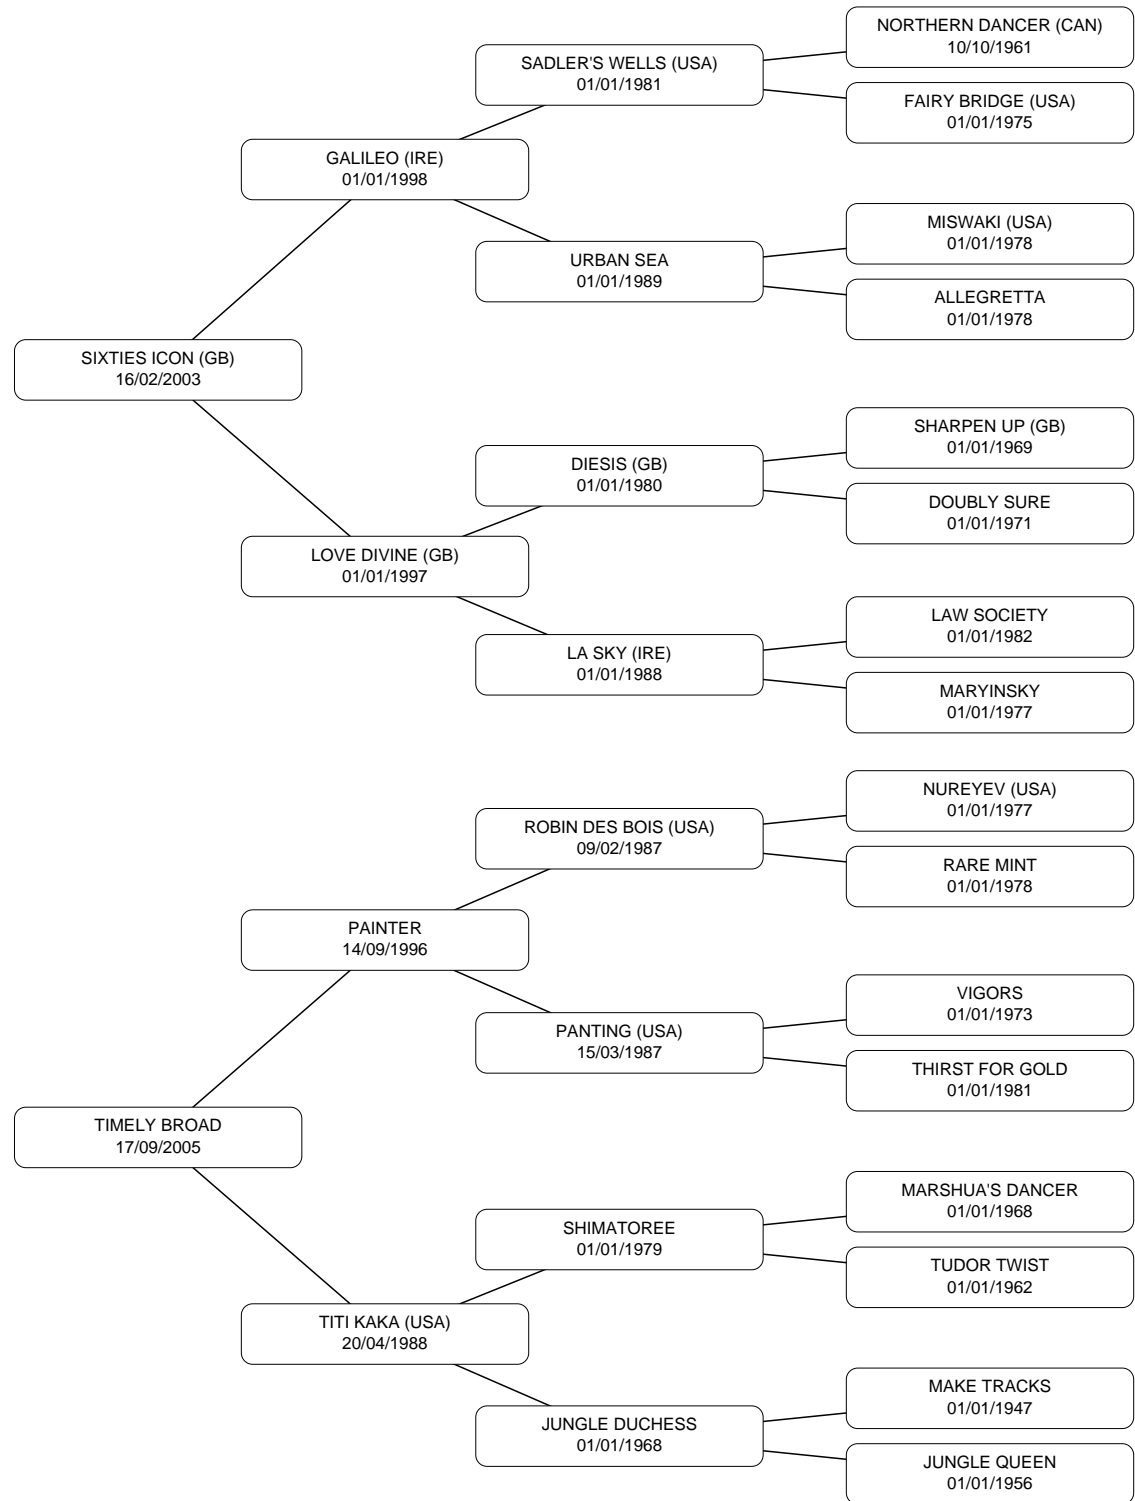 NORTHERN DANCER (CAN)
10/10/1961
SADLER'S WELLS (USA)
01/01/1981
FAIRY BRIDGE (USA)
01/01/1975
GALILEO (IRE)
01/01/1998
MISWAKI (USA)
01/01/1978
URBAN SEA
01/01/1989
ALLEGRETTA
01/01/1978
SIXTIES ICON (GB)
16/02/2003
SHARPEN UP (GB)
01/01/1969
DIESIS (GB)
01/01/1980
DOUBLY SURE
01/01/1971
LOVE DIVINE (GB)
01/01/1997
LAW SOCIETY
01/01/1982
LA SKY (IRE)
01/01/1988
MARYINSKY
01/01/1977
NUREYEV (USA)
01/01/1977
ROBIN DES BOIS (USA)
09/02/1987
RARE MINT
01/01/1978
PAINTER
14/09/1996
VIGORS
01/01/1973
PANTING (USA)
15/03/1987
THIRST FOR GOLD
01/01/1981
TIMELY BROAD
17/09/2005
MARSHUA'S DANCER
01/01/1968
SHIMATOREE
01/01/1979
TUDOR TWIST
01/01/1962
TITI KAKA (USA)
20/04/1988
MAKE TRACKS
01/01/1947
JUNGLE DUCHESS
01/01/1968
JUNGLE QUEEN
01/01/1956